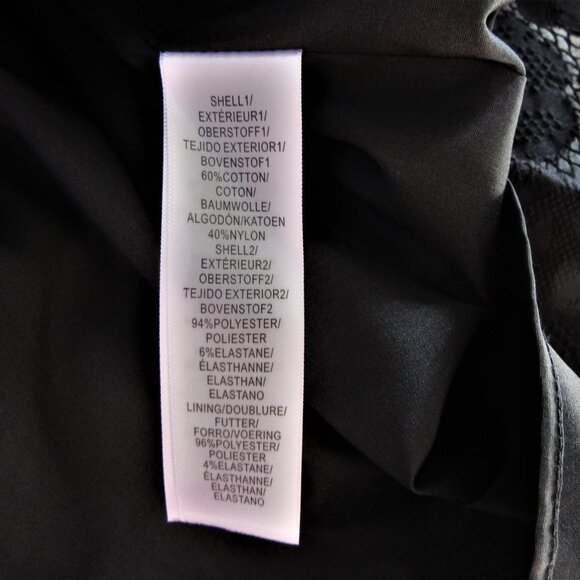 SHELL1/
EXTÉRIEUR1/
OBERSTOFF1/
TEJIDO EXTERIOR1/
BOVENSTOF1
60%COTTON/
COTON/
BAUMWOLLE/
ALGODÓN/KATOEN
40%NYLON
SHELL2/
EXTÉRIEUR2/
OBERSTOFF2/
TEJIDO EXTERIOR2/
BOVENSTOF2
94%POLYESTER/
POLIESTER
6%ELASTANE/
ÉLASTHANNE/
ELASTHAN/
ELASTANO
LINING/DOUBLURE/
FUTTER/
FORRO/VOERING
96%POLYESTER/
POLIESTER
4%ELASTANE/
ÉLASTHANNE/
ELASTHAN/
ELASTANO